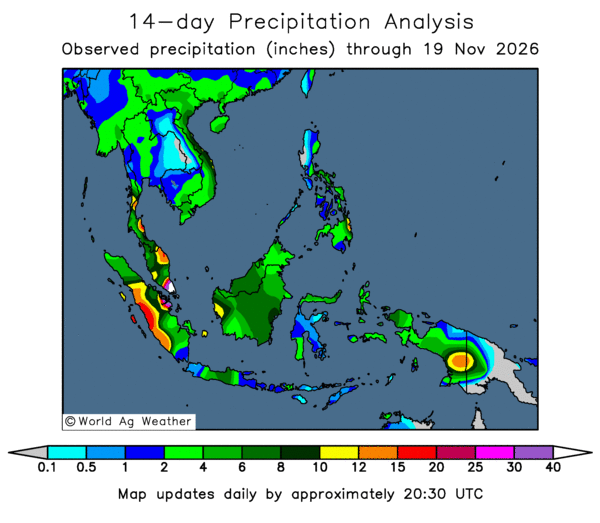 14-day Precipitation Analysis
Observed precipitation (inches) through 19 Nov 2026
©World Ag Weather
0.1 0.5 1 2 4 6 8 10 12 15 20 25 30 40
Map updates daily by approximately 20:30 UTC